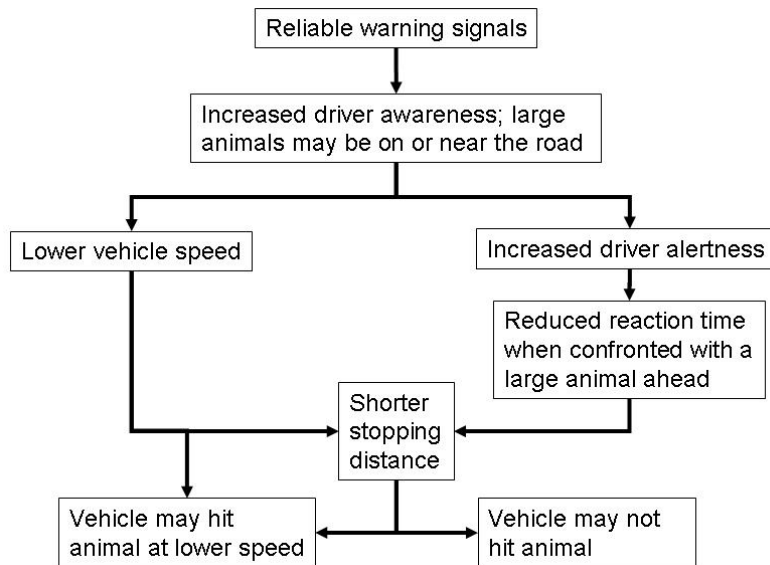 Reliable warning signals
Increased driver awareness; large
animals may be on or near the road
Lower vehicle speed
Increased driver alertness
Reduced reaction time
when confronted with a
large animal ahead
Shorter
stopping
distance
Vehicle may hit
animal at lower speed
Vehicle may not
hit animal